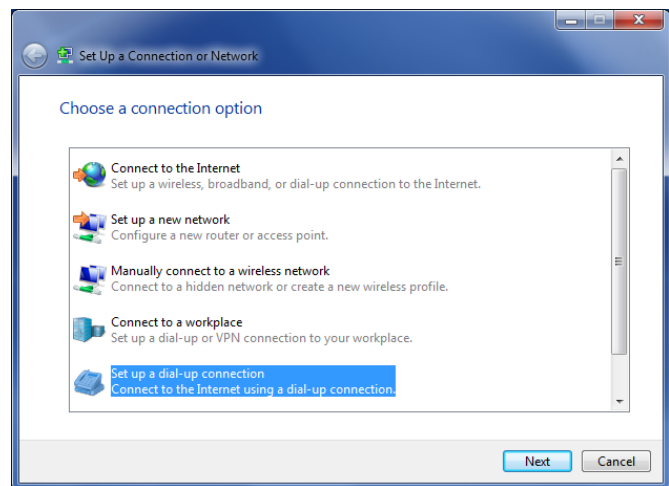 Set Up a Connection or Network
Choose a connection option
Connect to the Internet
Set up a wireless, broadband, or dial-up connection to the Internet.
Set up a new network
Configure a new router or access point.
Manually connect to a wireless network
Connect to a hidden network or create a new wireless profile.
Connect to a workplace
Set up a dial-up or VPN connection to your workplace.
Set up a dial-up connection
Connect to the Internet using a dial-up connection.
Next Cancel